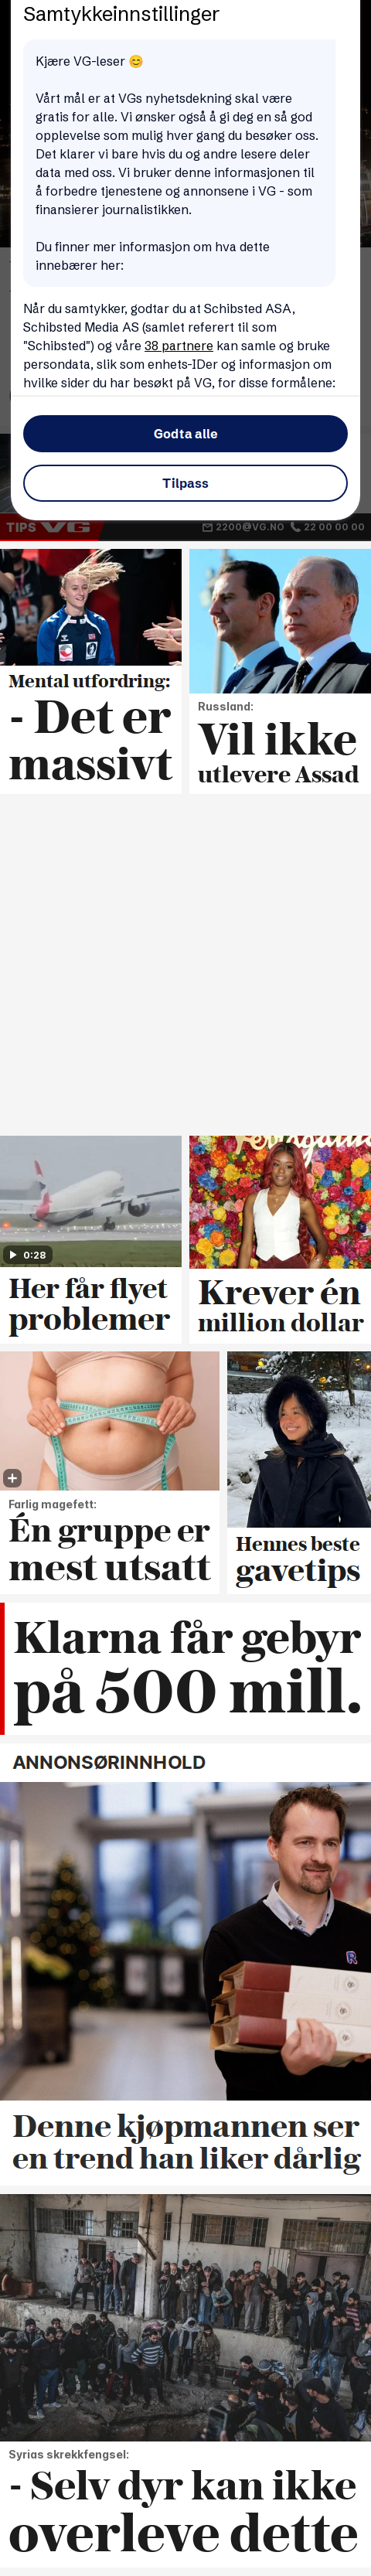 Samtykkeinnstillinger
Kjære VG-leser 😊
Vårt mål er at VGs nyhetsdekning skal være
gratis for alle. Vi ønsker også å gi deg en så god
opplevelse som mulig hver gang du besøker oss.
Det klarer vi bare hvis du og andre lesere deler
data med oss. Vi bruker denne informasjonen til
å forbedre tjenestene og annonsene i VG - som
finansierer journalistikken.
Du finner mer informasjon om hva dette
innebærer her:
Når du samtykker, godtar du at Schibsted ASA,
Schibsted Media AS (samlet referert til som
"Schibsted") og våre 38 partnere kan samle og bruke
persondata, slik som enhets-IDer og informasjon om
hvilke sider du har besøkt på VG, for disse formålene:
Godta alle
Tilpass
TIPS VG 2200@VG.NO 22 00 00 00
Mental utfordring:
- Det er
massivt
Russland:
Vil ikke
utlevere Assad
0:28
Her får flyet
problemer
Krever én
million dollar
Farlig magefett:
Én gruppe er
mest utsatt
Hennes beste
gavetips
Klarna får gebyr
på 500 mill.
ANNONSØRINNHOLD
Denne kjøpmannen ser
en trend han liker dårlig
Syrias skrekkfengsel:
- Selv dyr kan ikke
overleve dette